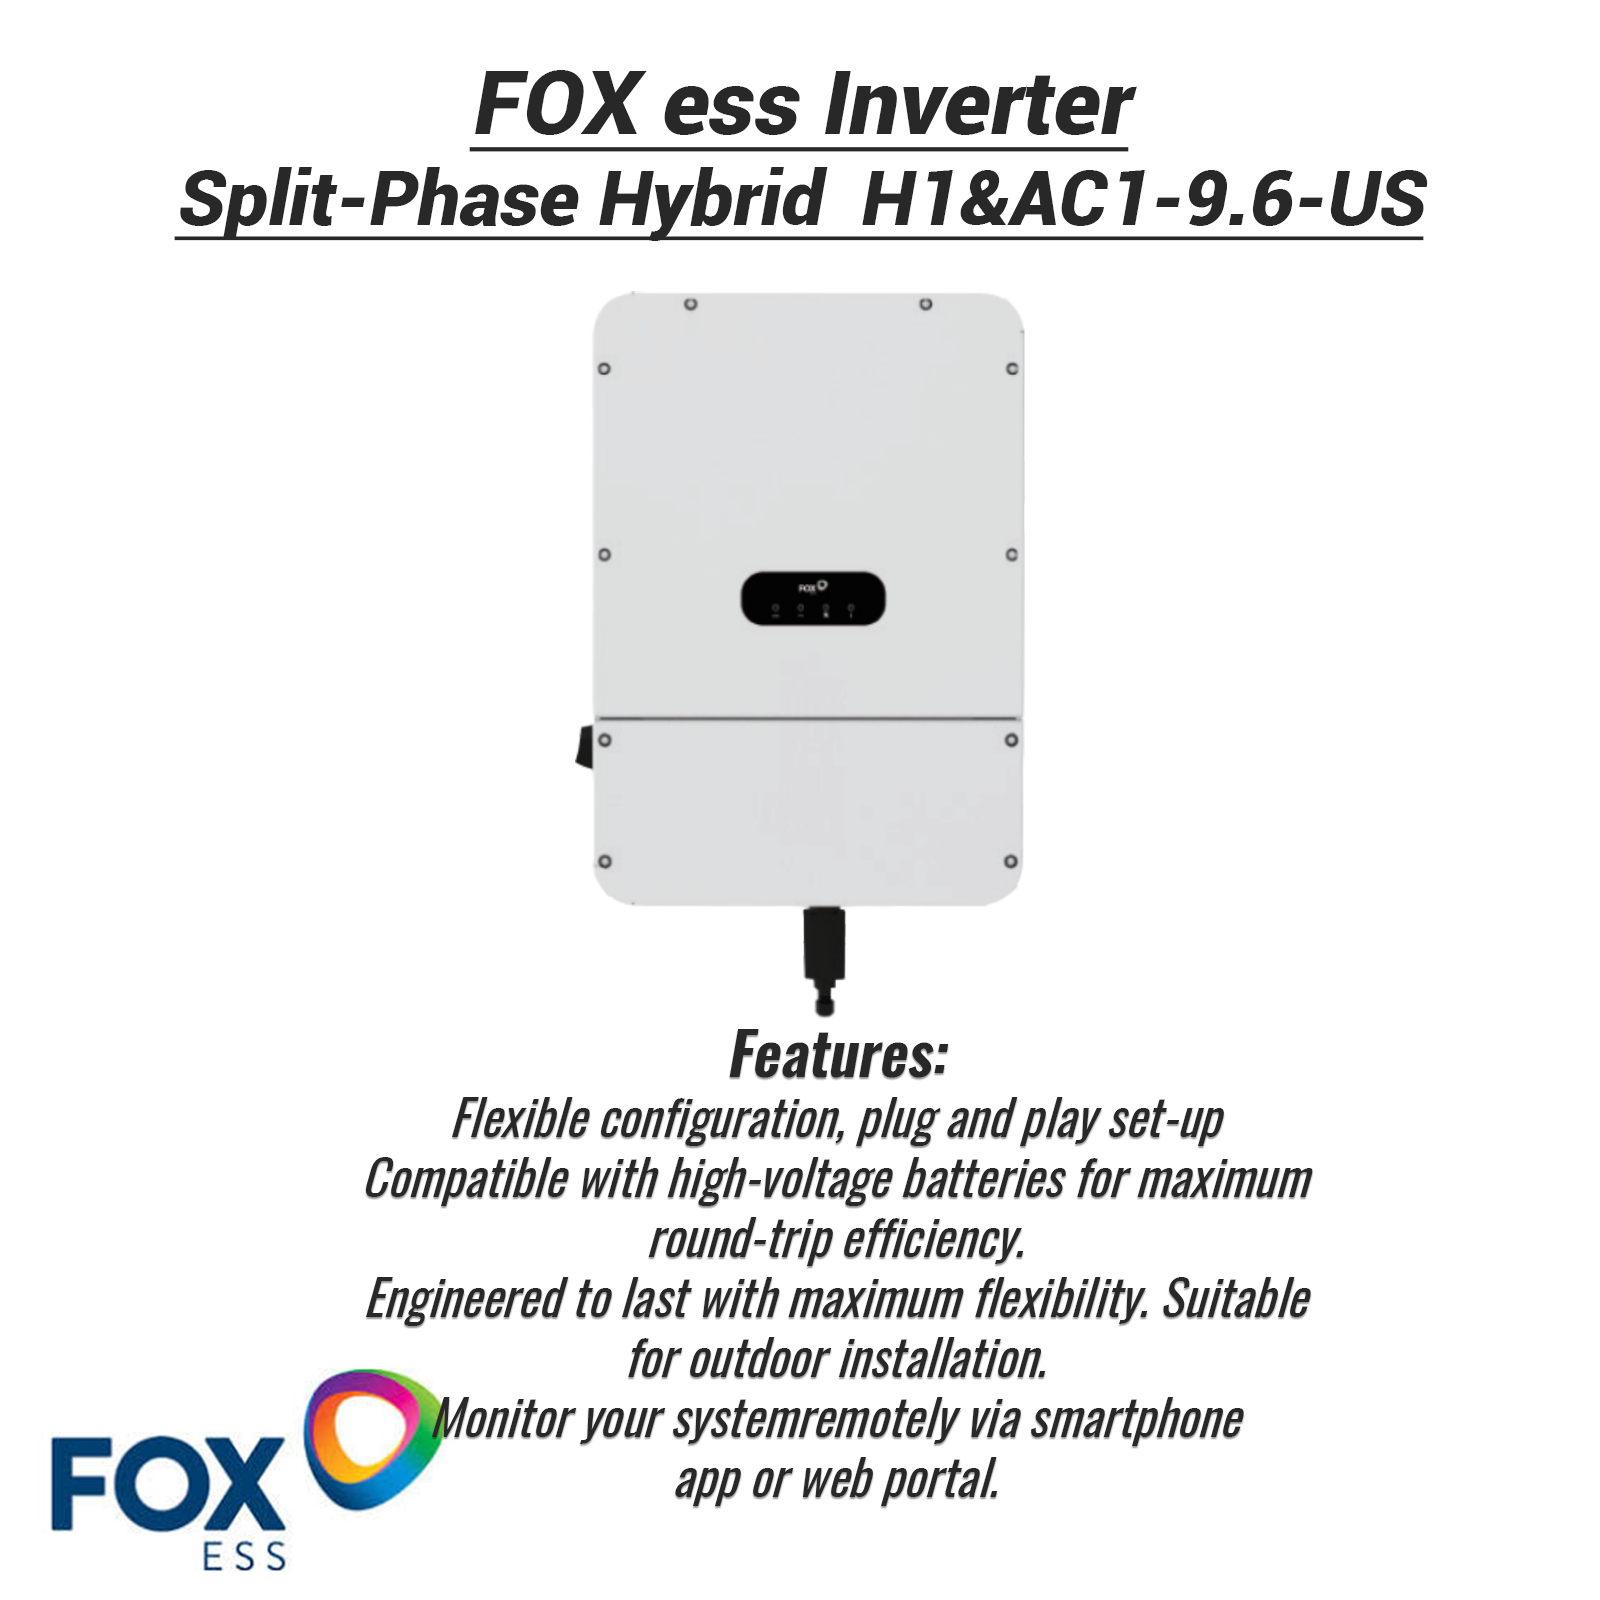 FOX ess Inverter
Split-Phase Hybrid H1&AC1-9.6-US
FOX
Features:
Flexible configuration, plug and play set-up
Compatible with high-voltage batteries for maximum
round-trip efficiency.
Engineered to last with maximum flexibility. Suitable
for outdoor installation.
Monitor your systemremotely via smartphone
app or web portal.
FOX
ESS